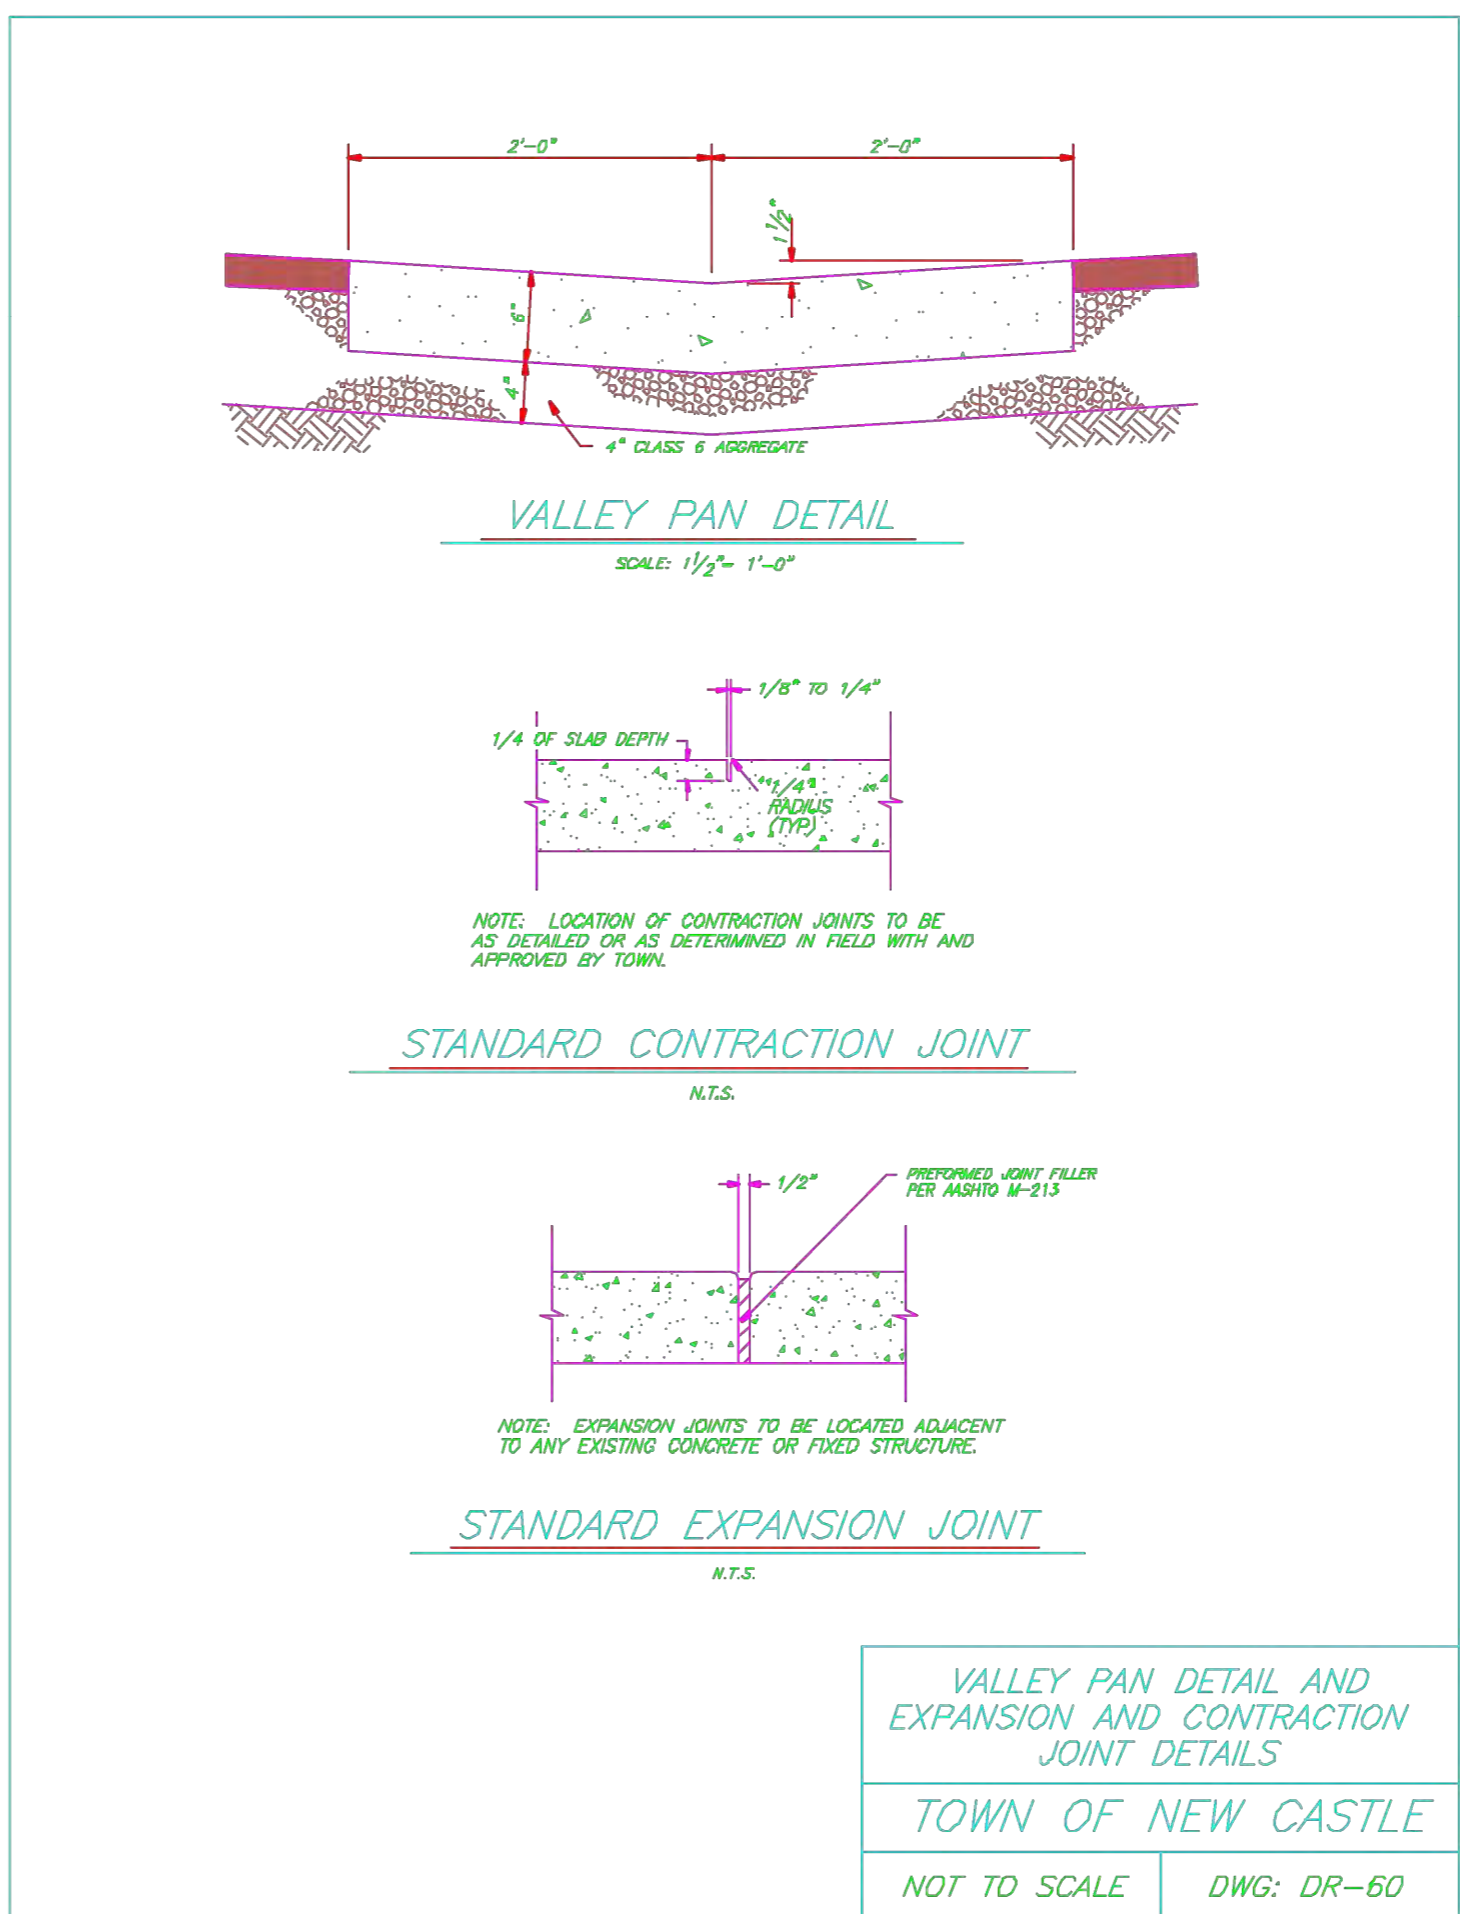 2'-0" 2'-0"
1 1/2"
6"
4"
4" CLASS 6 AGGREGATE
VALLEY PAN DETAIL
SCALE: 1 1/2"= 1'-0"
1/8" TO 1/4"
1/4 OF SLAB DEPTH
1/4"
RADIUS
(TYP)
NOTE: LOCATION OF CONTRACTION JOINTS TO BE
AS DETAILED OR AS DETERIMINED IN FIELD WITH AND
APPROVED BY TOWN.
STANDARD CONTRACTION JOINT
N.T.S.
1/2"
PREFORMED JOINT FILLER
PER AASHTO M-213
NOTE: EXPANSION JOINTS TO BE LOCATED ADJACENT
TO ANY EXISTING CONCRETE OR FIXED STRUCTURE.
STANDARD EXPANSION JOINT
N.T.S.
VALLEY PAN DETAIL AND
EXPANSION AND CONTRACTION
JOINT DETAILS
TOWN OF NEW CASTLE
NOT TO SCALE DWG: DR-60